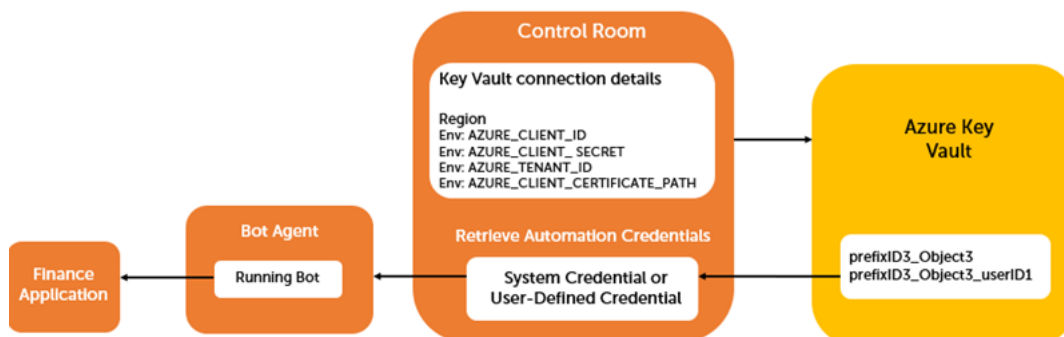 Control Room
Key Vault connection details
Region
Env: AZURE_CLIENT_ID
Env: AZURE_CLIENT_ SECRET
Env: AZURE_TENANT_ID
Env: AZURE_CLIENT_CERTIFICATE_PATH
Azure Key
Vault
Bot Agent
Retrieve Automation Credentials
Finance
Application
Running Bot
System Credential or
User-Defined Credential
prefixID3_Object3
prefixID3_Object3_userID1